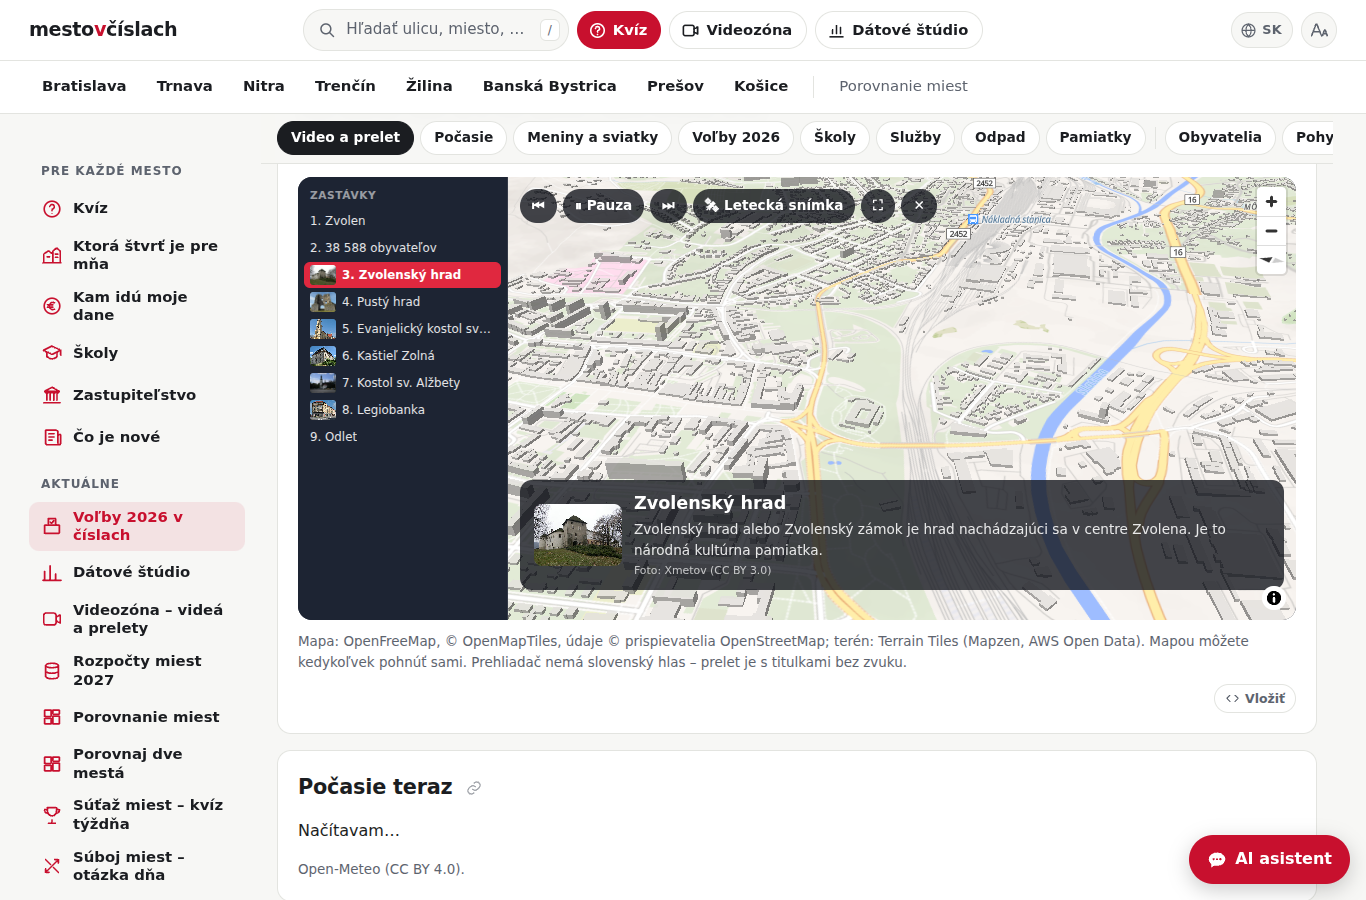 mestovčíslach
Hľadať ulicu, miesto, ...
/
Kvíz
Videozóna
Dátové štúdio
SK
Bratislava
Trnava
Nitra
Trenčín
Žilina
Banská Bystrica
Prešov
Košice
Porovnanie miest
Video a prelet
Počasie
Meniny a sviatky
Voľby 2026
Školy
Služby
Odpad
Pamiatky
Obyvatelia
Pohy
PRE KAŽDÉ MESTO
Kvíz
Ktorá štvrť je pre
mňa
Kam idú moje
dane
Školy
Zastupiteľstvo
Čo je nové
AKTUÁLNE
Voľby 2026 v
číslach
Dátové štúdio
Videozóna – videá
a prelety
Rozpočty miest
2027
Porovnanie miest
Porovnaj dve
mestá
Súťaž miest – kvíz
týždňa
Súboj miest –
otázka dňa
ZASTÁVKY
1. Zvolen
2. 38 588 obyvateľov
3. Zvolenský hrad
4. Pustý hrad
5. Evanjelický kostol sv...
6. Kaštieľ Zolná
7. Kostol sv. Alžbety
8. Legiobanka
9. Odlet
Pauza
Letecká snímka
2452
Nákladná stanica
2452
16
16
Zvolenský hrad
Zvolenský hrad alebo Zvolenský zámok je hrad nachádzajúci sa v centre Zvolena. Je to
národná kultúrna pamiatka.
Foto: Xmetov (CC BY 3.0)
Mapa: OpenFreeMap, © OpenMapTiles, údaje © prispievatelia OpenStreetMap; terén: Terrain Tiles (Mapzen, AWS Open Data). Mapou môžete
kedykoľvek pohnúť sami. Prehliadač nemá slovenský hlas – prelet je s titulkami bez zvuku.
Vložiť
Počasie teraz
Načítavam...
Open-Meteo (CC BY 4.0).
AI asistent